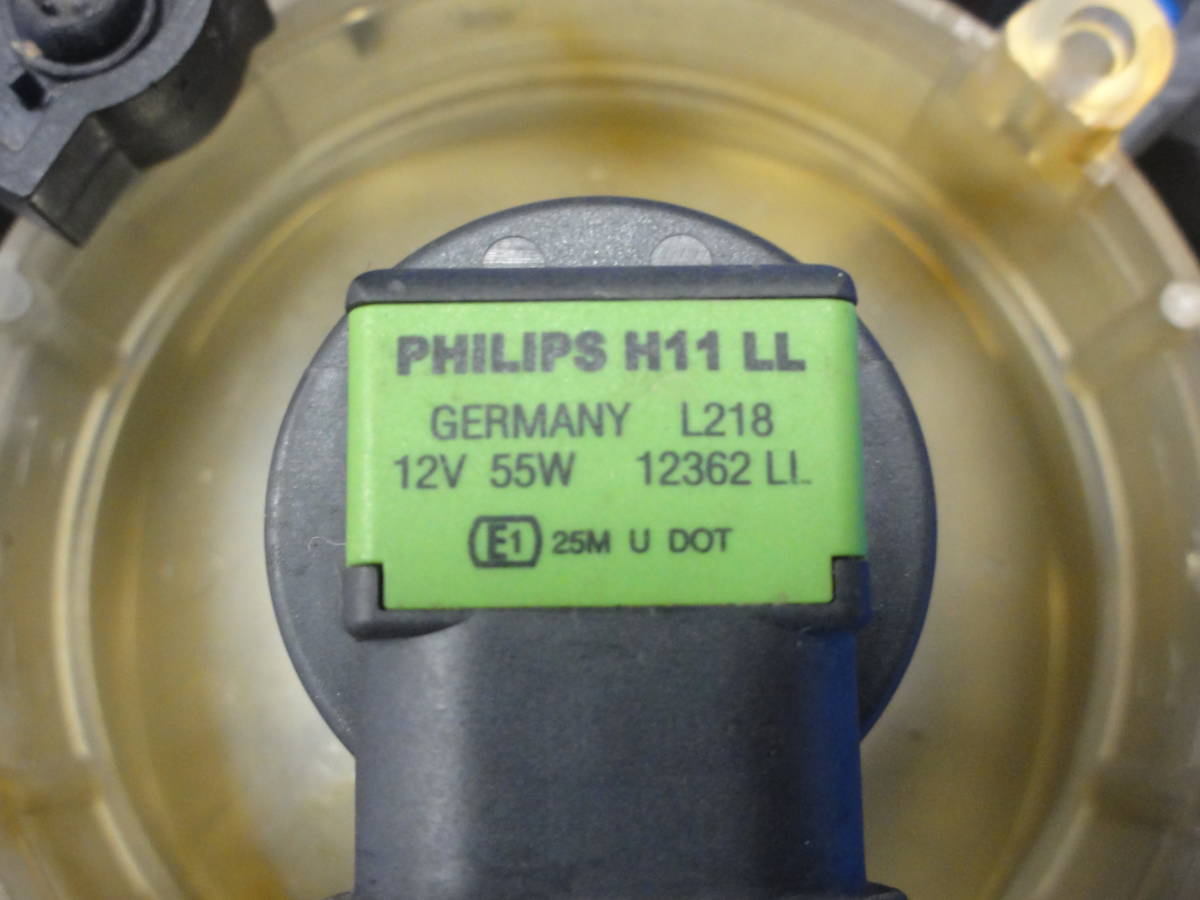 PHILIPS H11 LL
GERMANY L218
12V 55W 12362 LL
E1 25M U DOT